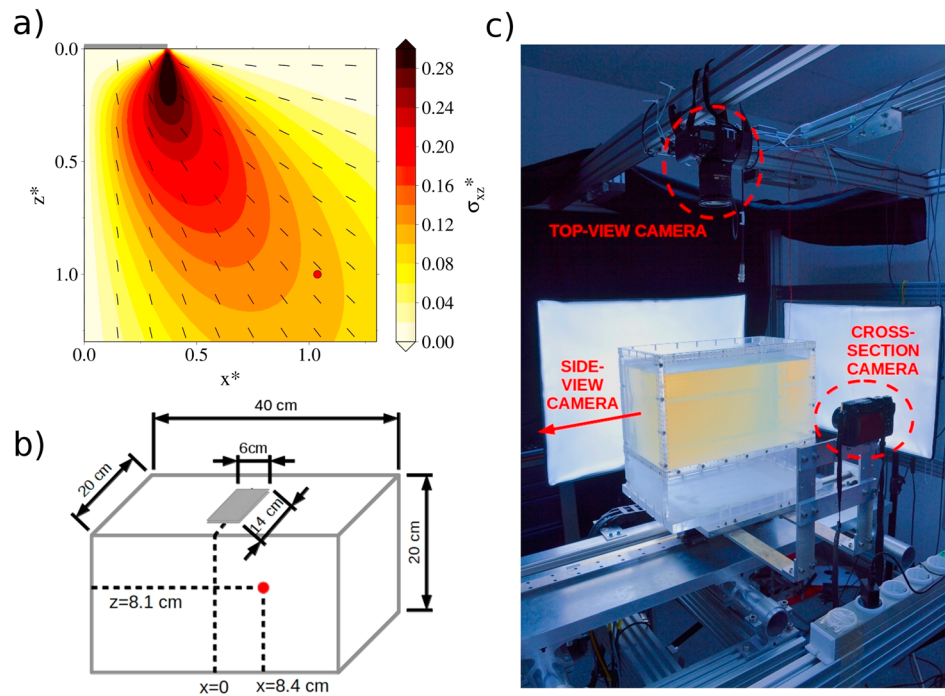 a)
0.0
0.5
1.0
z*
0.0
0.5
1.0
x*
0.28
0.24
0.20
0.16
0.12
0.08
0.04
0.00
σxz*
b)
40 cm
20 cm
6cm
14 cm
20 cm
z=8.1 cm
x=0
x=8.4 cm
c)
TOP-VIEW CAMERA
SIDE-
VIEW
CAMERA
CROSS-
SECTION
CAMERA